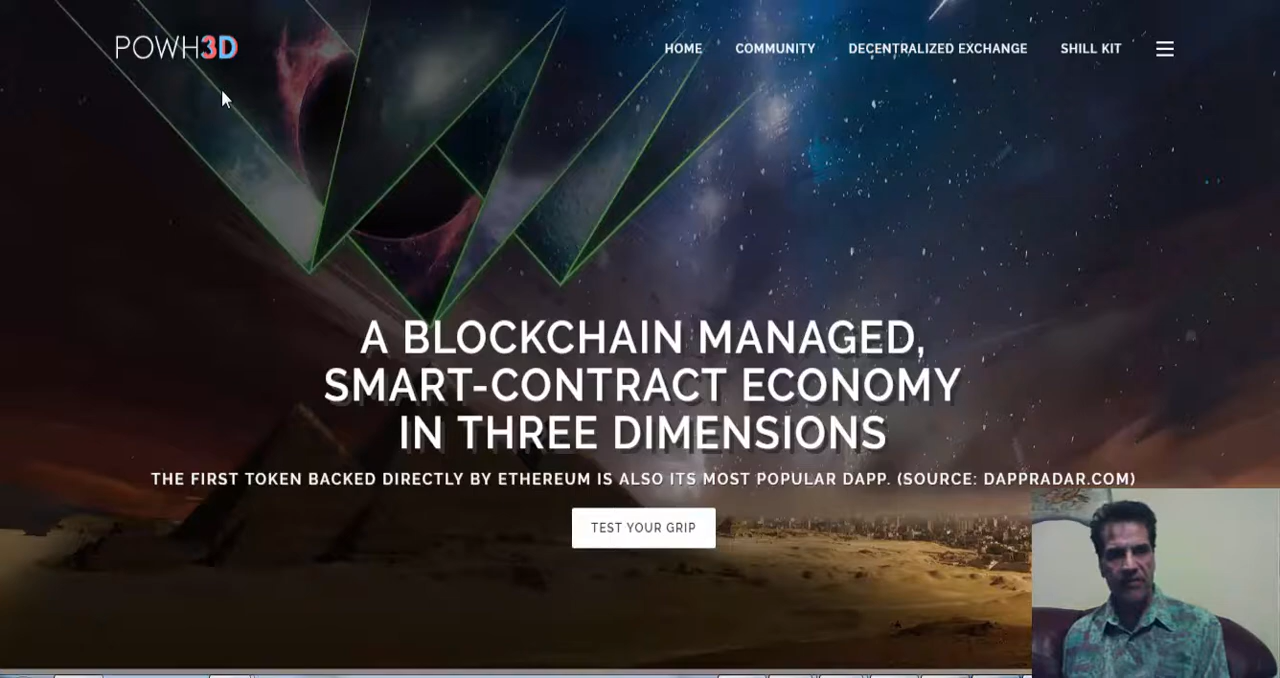 POWH3D
HOME COMMUNITY DECENTRALIZED EXCHANGE SHILL KIT
A BLOCKCHAIN MANAGED,
SMART-CONTRACT ECONOMY
IN THREE DIMENSIONS
THE FIRST TOKEN BACKED DIRECTLY BY ETHEREUM IS ALSO ITS MOST POPULAR DAPP. (SOURCE: DAPPRADAR.COM)
TEST YOUR GRIP